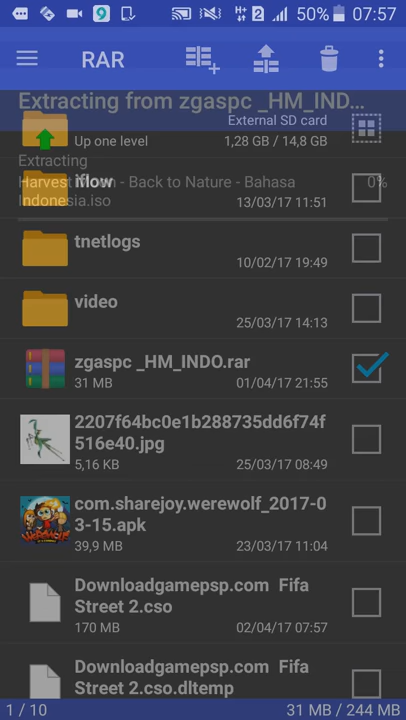 9
H+
2
50%
07:57
RAR
Extracting from zgaspc _HM_IND...
External SD card
Up one level
1,28 GB / 14,8 GB
Extracting
Harvest Moon - Back to Nature - Bahasa
0%
Indonesia.iso
iflow
13/03/17 11:51
tnetlogs
10/02/17 19:49
video
25/03/17 14:13
zgaspc _HM_INDO.rar
31 MB
01/04/17 21:55
2207f64bc0e1b288735dd6f74f
516e40.jpg
5,16 KB
25/03/17 08:49
com.sharejoy.werewolf_2017-0
3-15.apk
39,9 MB
23/03/17 11:04
Downloadgamepsp.com Fifa
Street 2.cso
170 MB
02/04/17 07:57
Downloadgamepsp.com Fifa
Street 2.cso.dltemp
1 / 10
31 MB / 244 MB